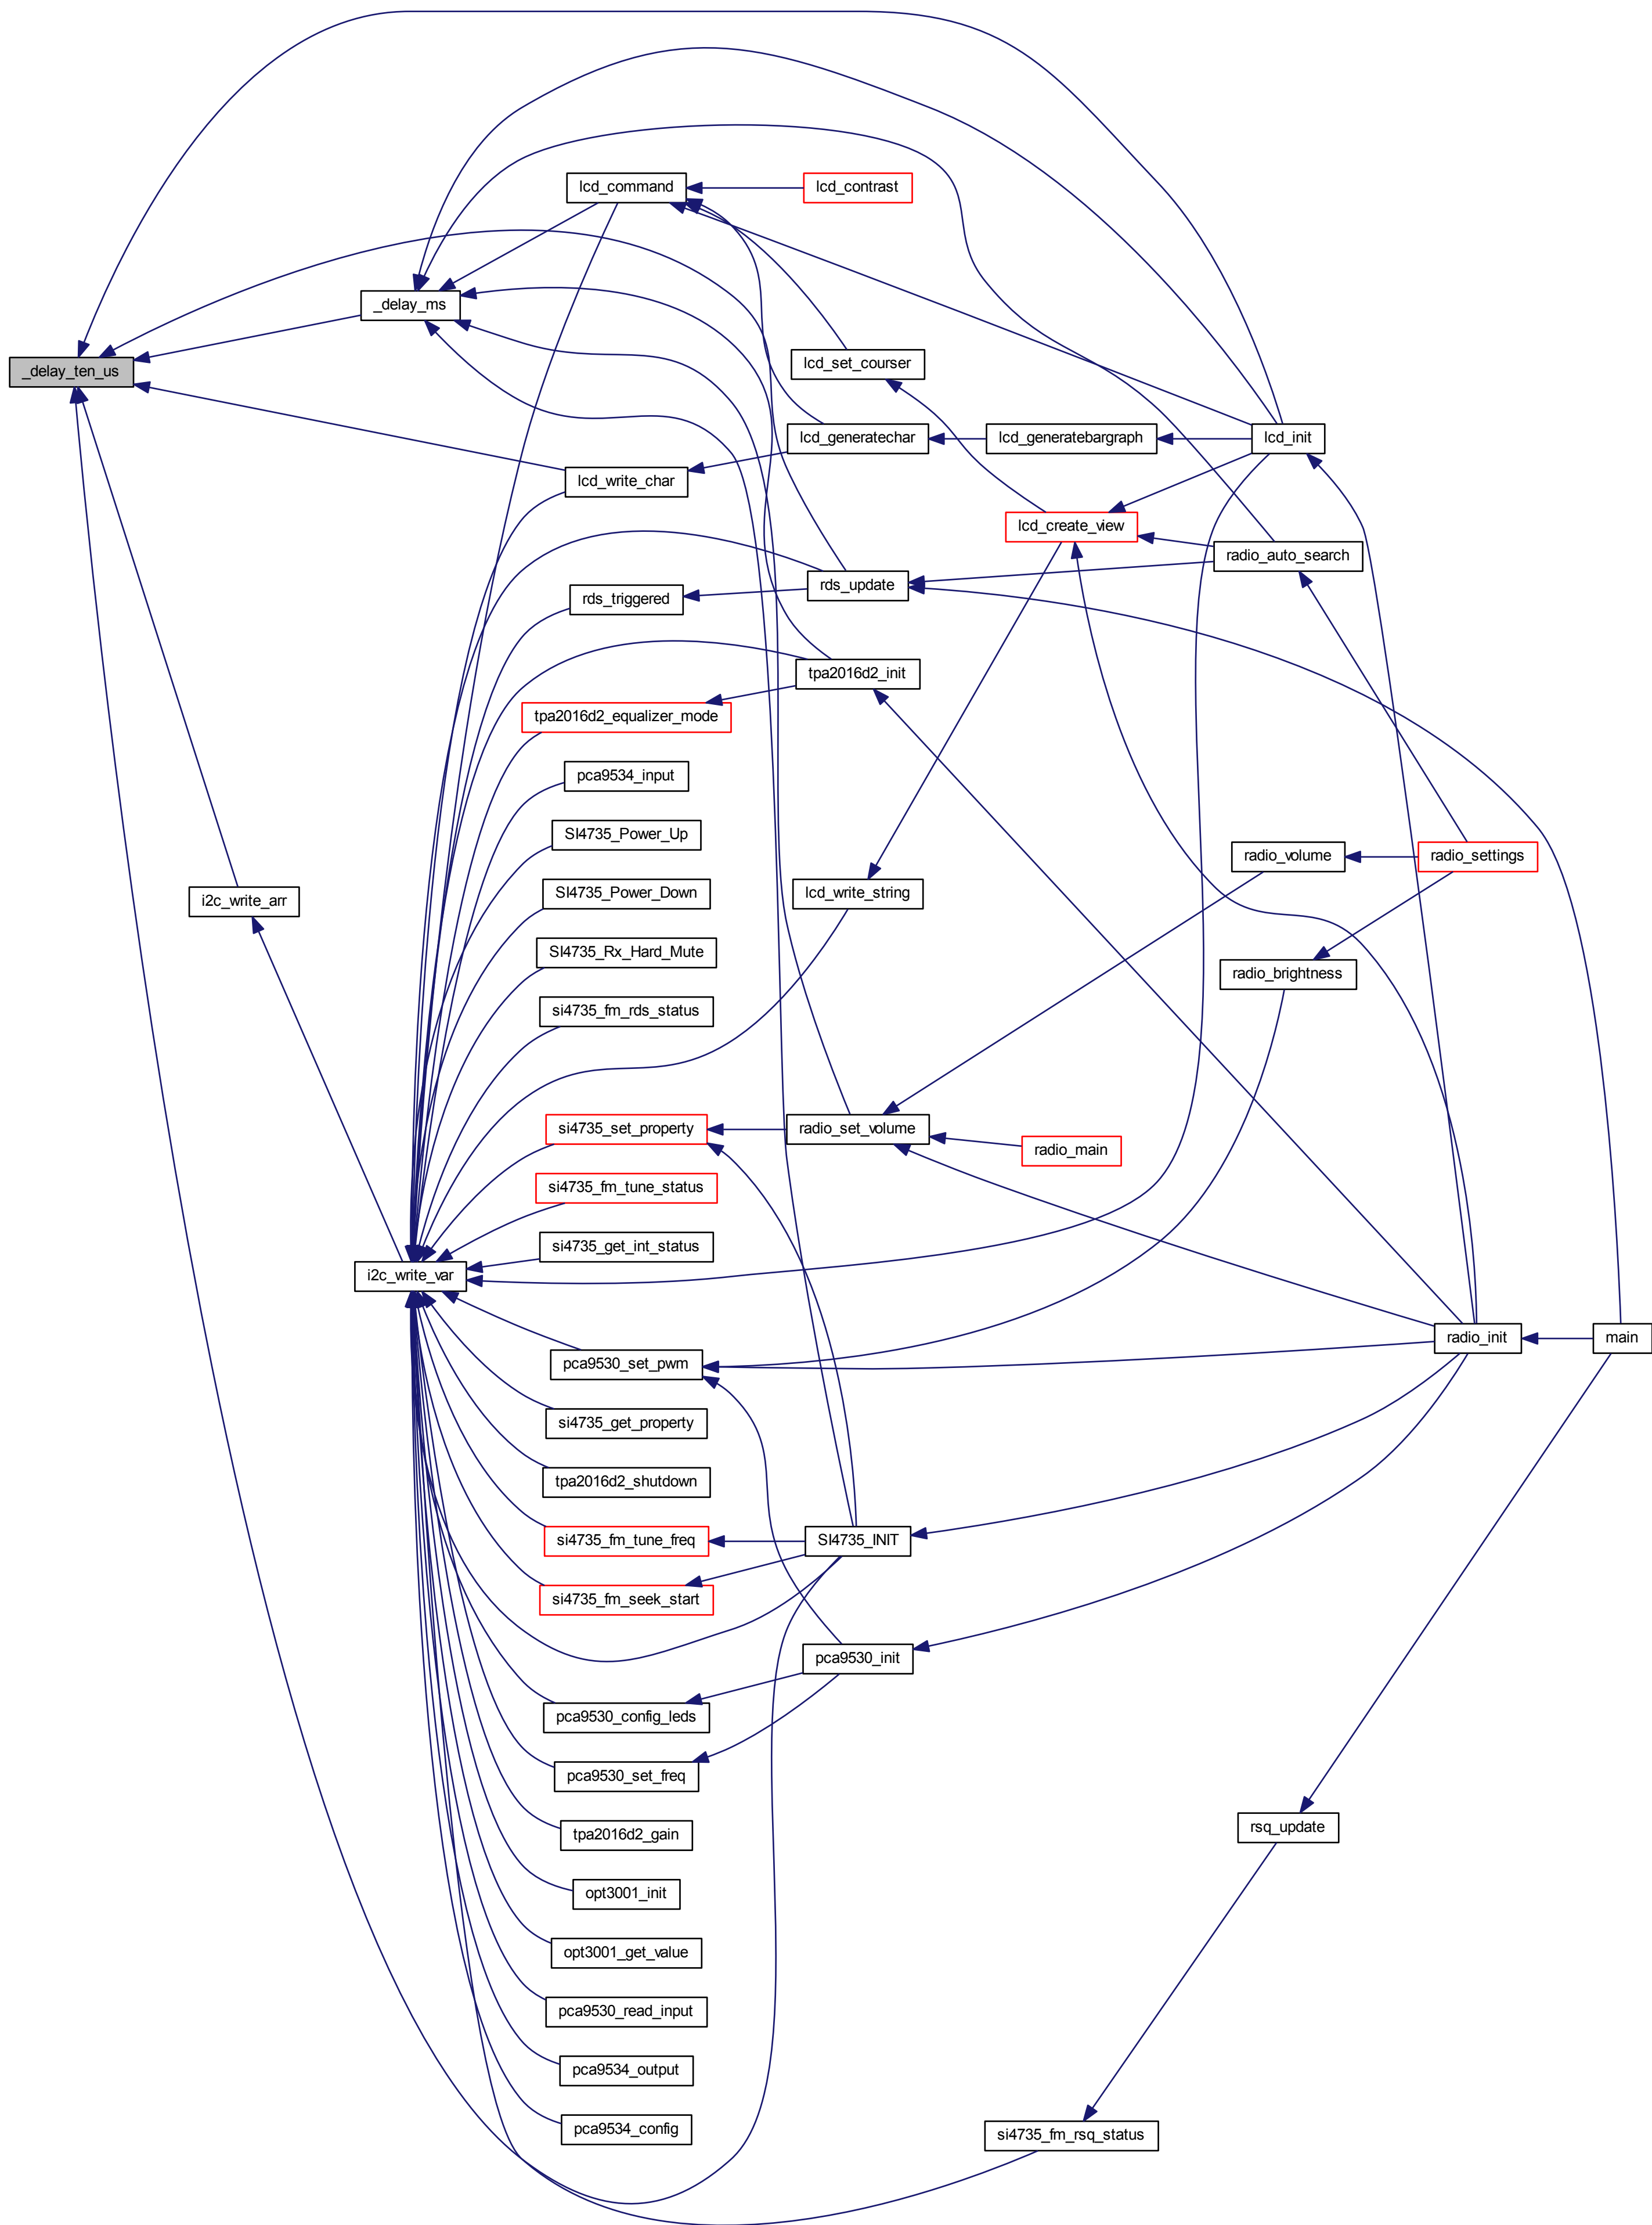 lcd_command
lcd_contrast
_delay_ms
_delay_ten_us
lcd_set_courser
lcd_generatechar
lcd_generatebargraph
lcd_init
lcd_write_char
lcd_create_view
radio_auto_search
rds_triggered
rds_update
tpa2016d2_init
tpa2016d2_equalizer_mode
pca9534_input
SI4735_Power_Up
radio_volume
radio_settings
i2c_write_arr
SI4735_Power_Down
lcd_write_string
SI4735_Rx_Hard_Mute
radio_brightness
si4735_fm_rds_status
si4735_set_property
radio_set_volume
radio_main
si4735_fm_tune_status
si4735_get_int_status
i2c_write_var
radio_init
main
pca9530_set_pwm
si4735_get_property
tpa2016d2_shutdown
si4735_fm_tune_freq
SI4735_INIT
si4735_fm_seek_start
pca9530_init
pca9530_config_leds
pca9530_set_freq
rsq_update
tpa2016d2_gain
opt3001_init
opt3001_get_value
pca9530_read_input
pca9534_output
pca9534_config
si4735_fm_rsq_status